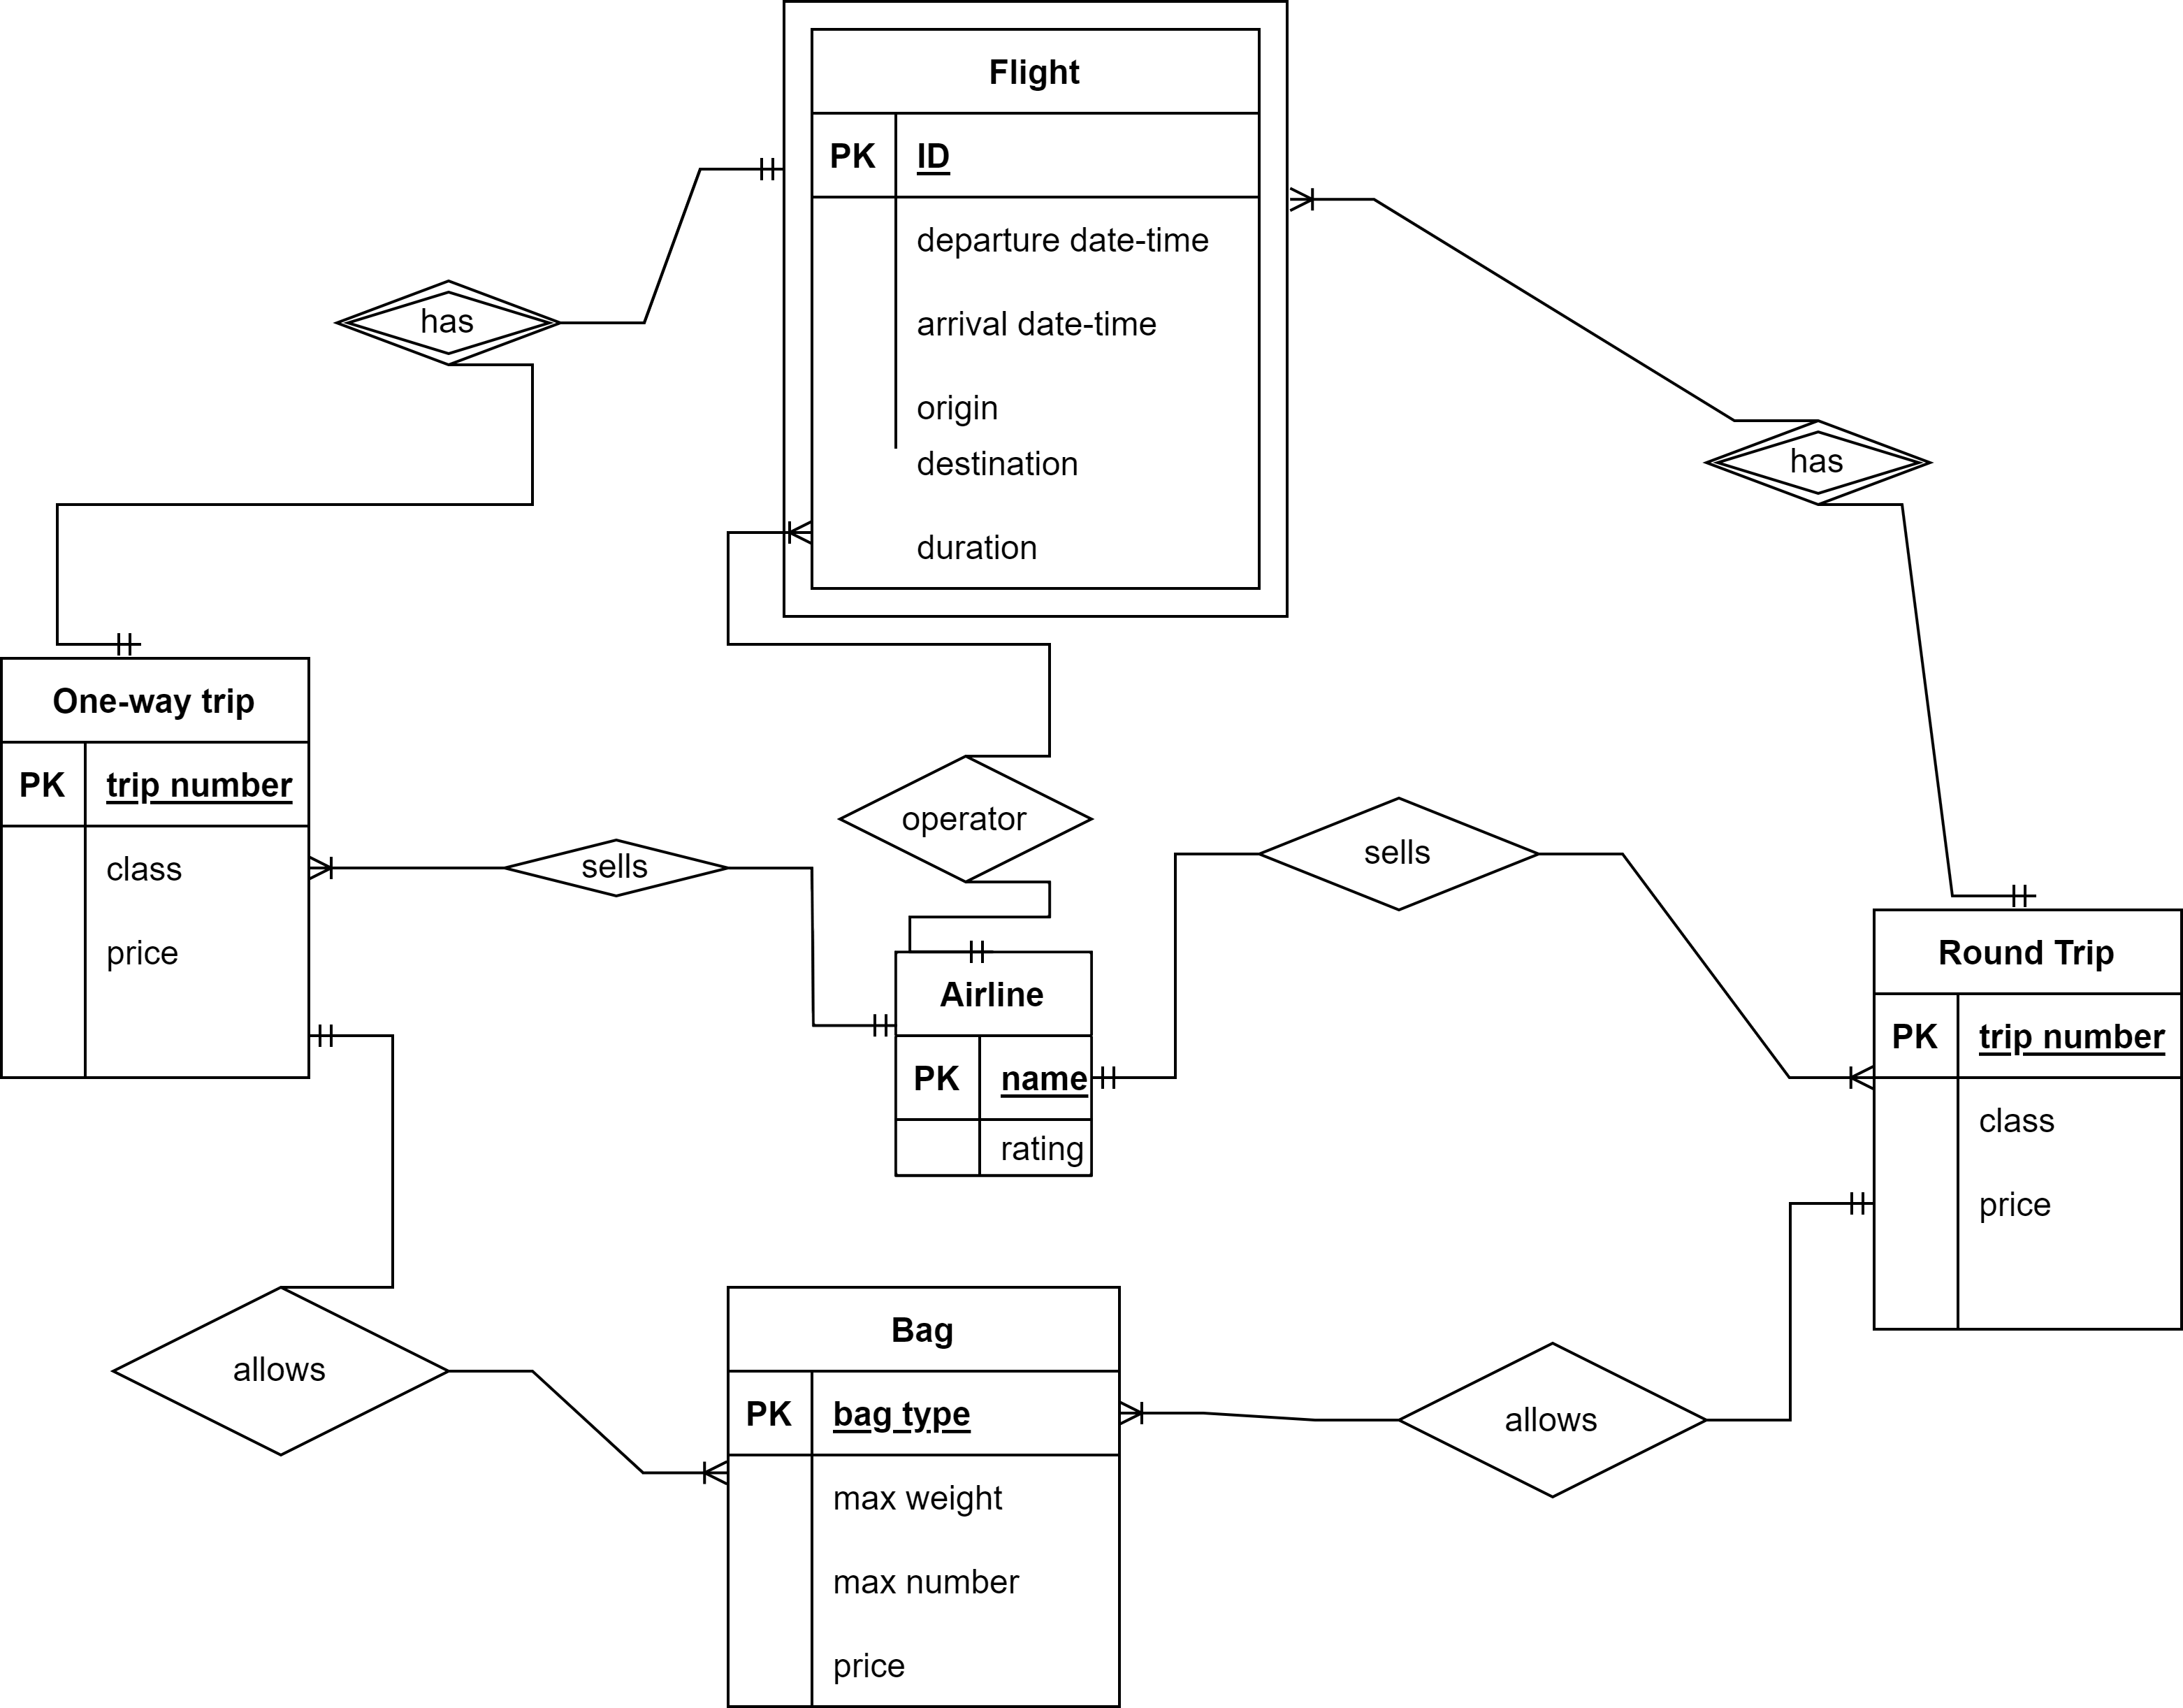 Flight
PK ID
departure date-time
arrival date-time
origin
destination
duration
has
has
One-way trip
PK trip number
class
price
operator
sells
sells
Airline
PK name
rating
Round Trip
PK trip number
class
price
allows
Bag
PK bag type
max weight
max number
price
allows